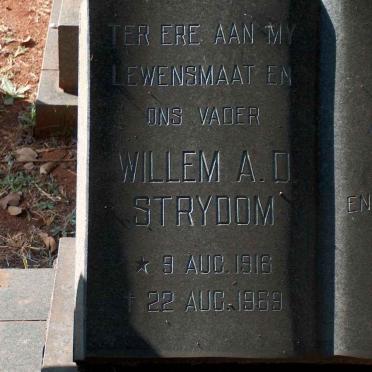 TER ERE AAN MY
LEWENSMAAT EN
ONS VADER
WILLEM A. D.
STRYDOM
★ 9 AUG. 1916
† 22 AUG. 1969
EN